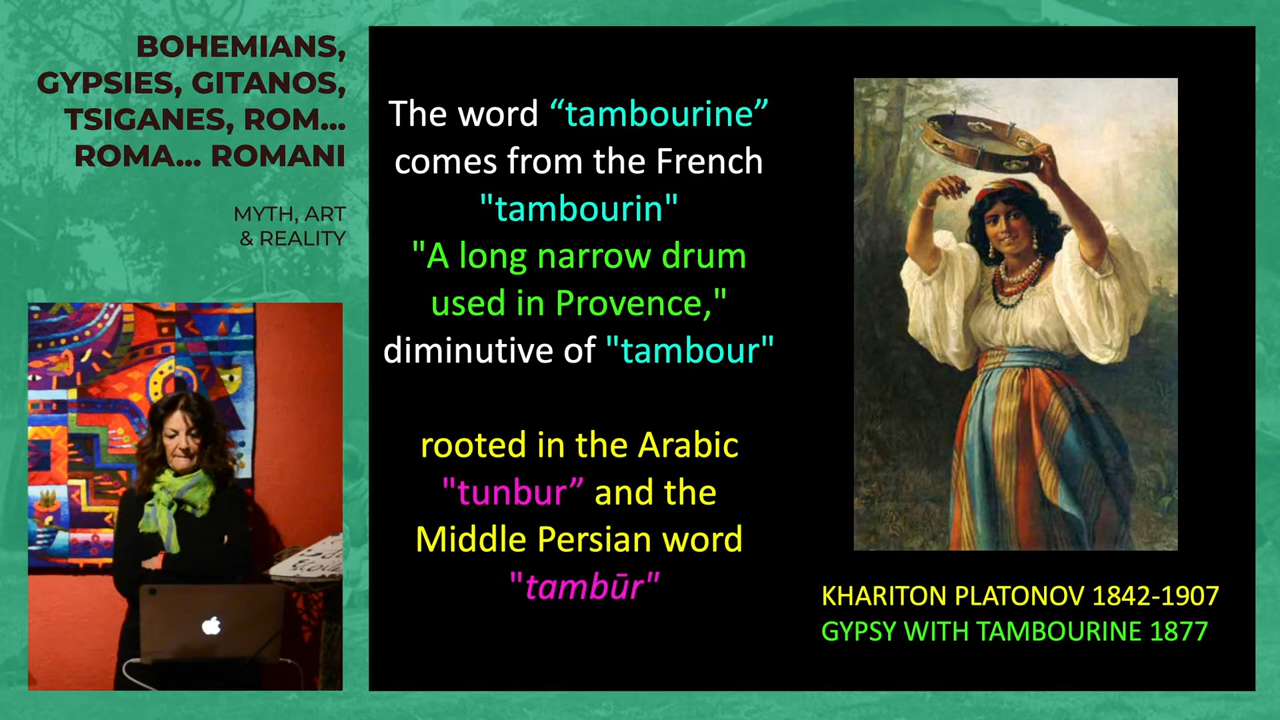 BOHEMIANS,
GYPSIES, GITANOS,
TSIGANES, ROM...
ROMA... ROMANI
MYTH, ART
& REALITY
The word “tambourine”
comes from the French
"tambourin"
"A long narrow drum
used in Provence,"
diminutive of "tambour"
rooted in the Arabic
"tunbur” and the
Middle Persian word
"tambūr"
KHARITON PLATONOV 1842-1907
GYPSY WITH TAMBOURINE 1877